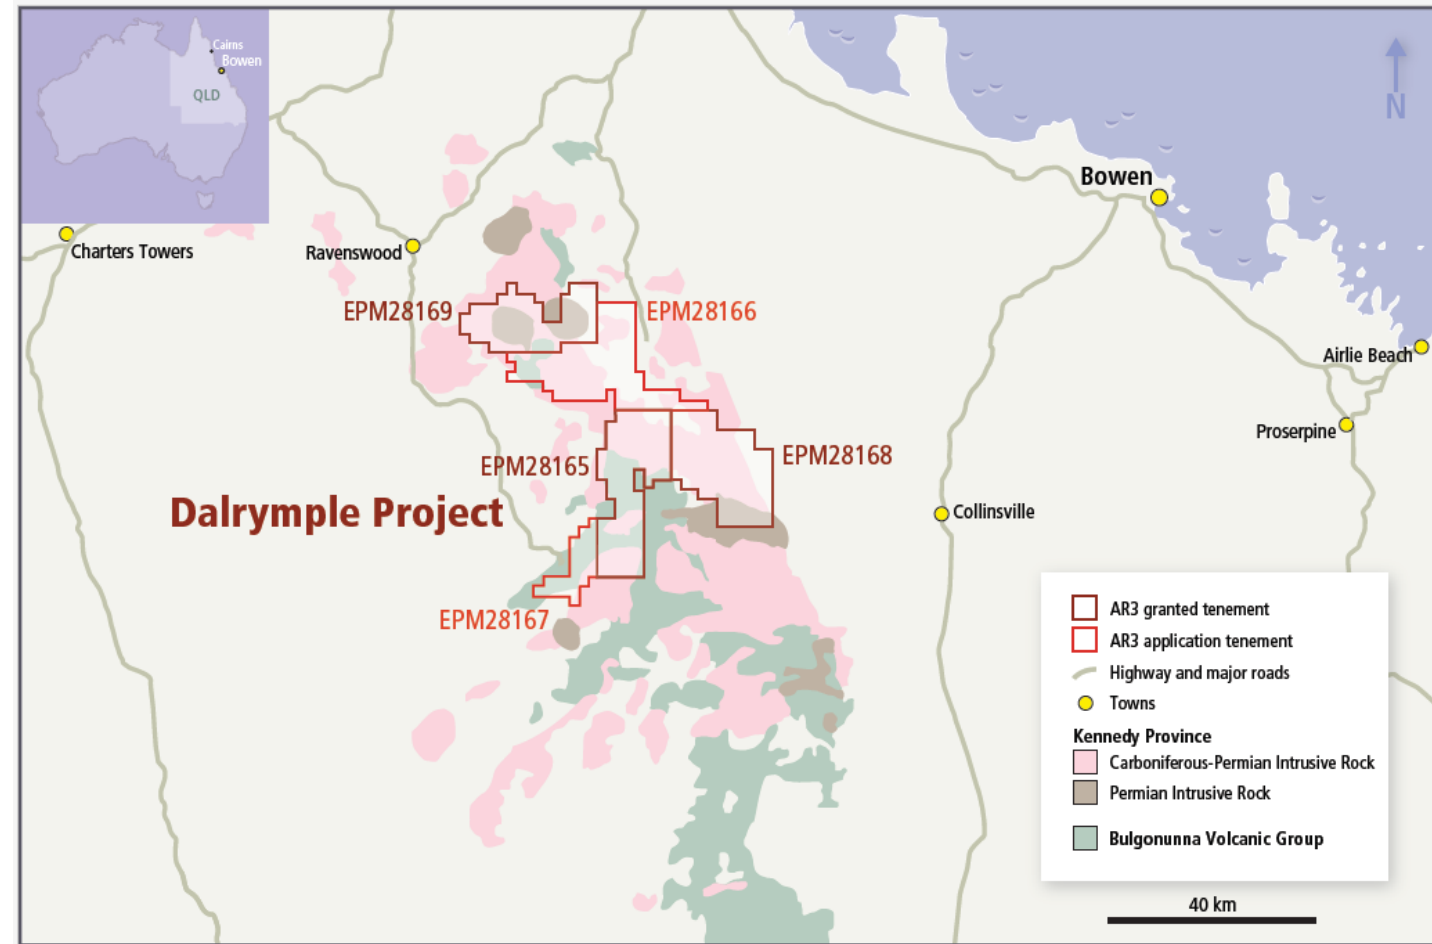 Cairns
Bowen
QLD
N
Bowen
Charters Towers
Ravenswood
EPM28169
EPM28166
Airlie Beach
Proserpine
EPM28165
EPM28168
Dalrymple Project
Collinsville
EPM28167
AR3 granted tenement
AR3 application tenement
Highway and major roads
Towns
Kennedy Province
Carboniferous-Permian Intrusive Rock
Permian Intrusive Rock
Bulgonunna Volcanic Group
40 km